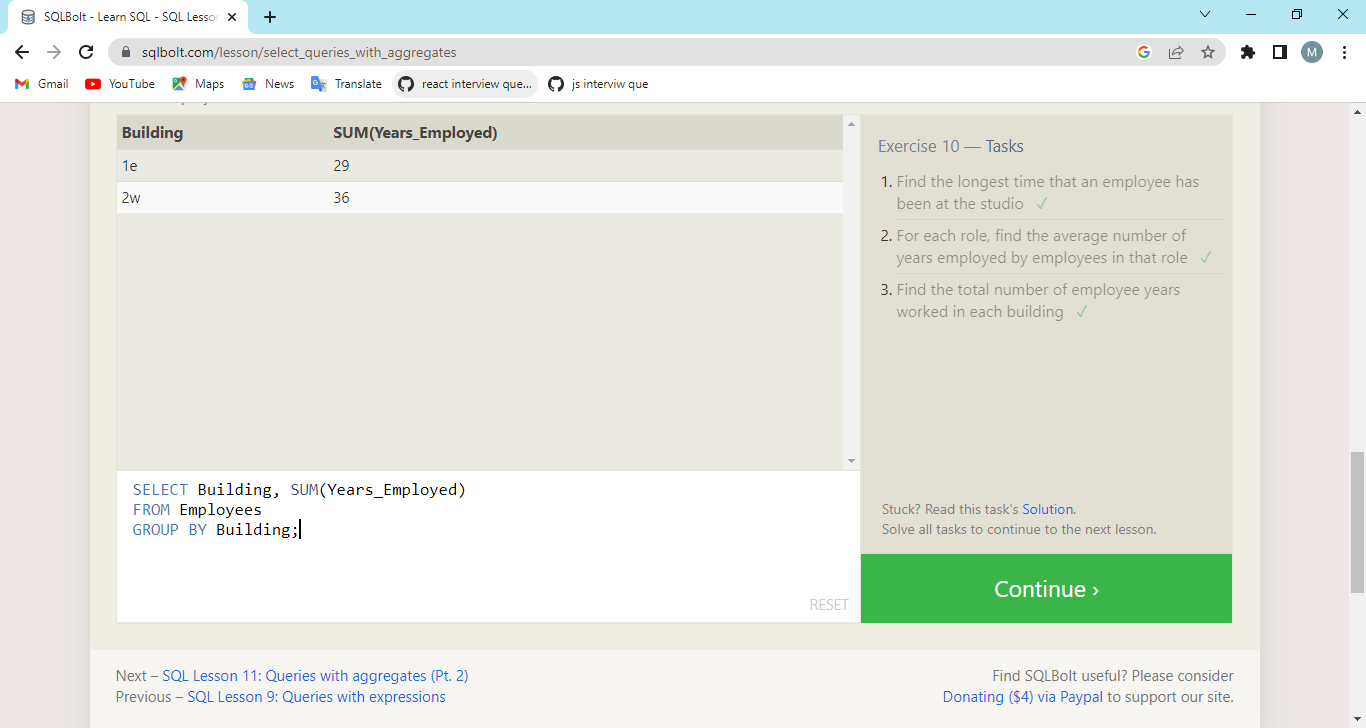 SQLBolt - Learn SQL - SQL Lesson
sqlbolt.com/lesson/select_queries_with_aggregates
M
Gmail
YouTube
Maps
News
Translate
react interview que...
js interviw que
Building SUM(Years_Employed)
1e 29
2w 36
SELECT Building, SUM(Years_Employed)
FROM Employees
GROUP BY Building;
RESET
Exercise 10 — Tasks
1. Find the longest time that an employee has
been at the studio ✓
2. For each role, find the average number of
years employed by employees in that role ✓
3. Find the total number of employee years
worked in each building ✓
Stuck? Read this task's Solution.
Solve all tasks to continue to the next lesson.
Continue ›
Next – SQL Lesson 11: Queries with aggregates (Pt. 2)
Previous – SQL Lesson 9: Queries with expressions
Find SQLBolt useful? Please consider
Donating ($4) via Paypal to support our site.